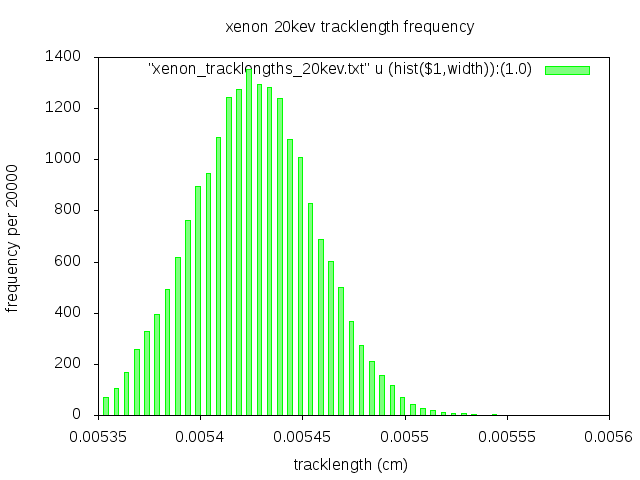 xenon 20kev tracklength frequency
"xenon_tracklengths_20kev.txt" u (hist($1,width)):(1.0)
1400
1200
1000
800
600
400
200
0
frequency per 20000
0.00535 0.0054 0.00545 0.0055 0.00555 0.0056
tracklength (cm)